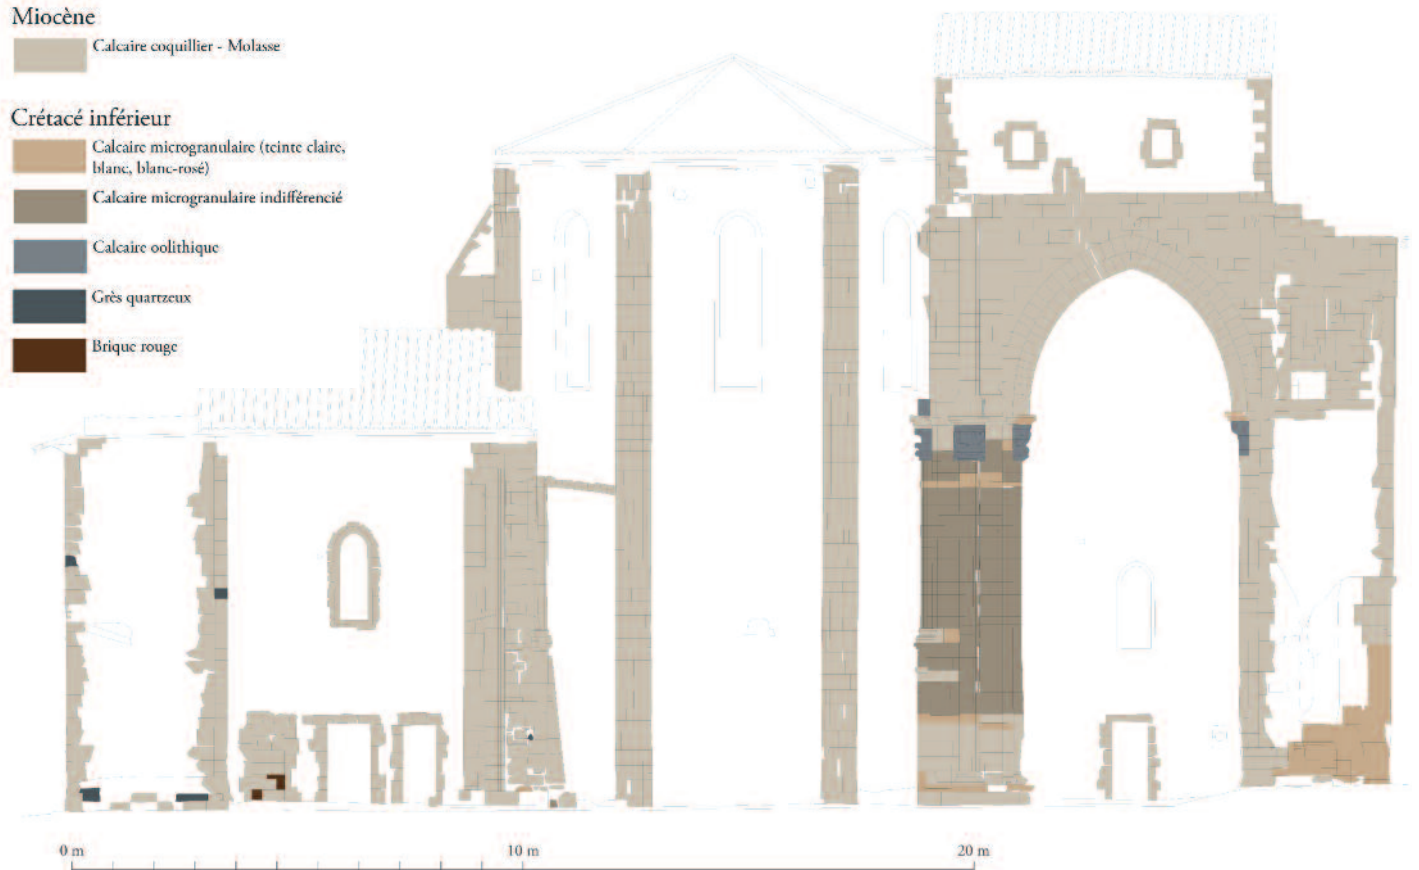 Miocène
Calcaire coquillier - Molasse
Crétacé inférieur
Calcaire microgranulaire (teinte claire,
blanc, blanc-rosé)
Calcaire microgranulaire indifférencié
Calcaire oolithique
Grès quartzeux
Brique rouge
0 m
10 m
20 m